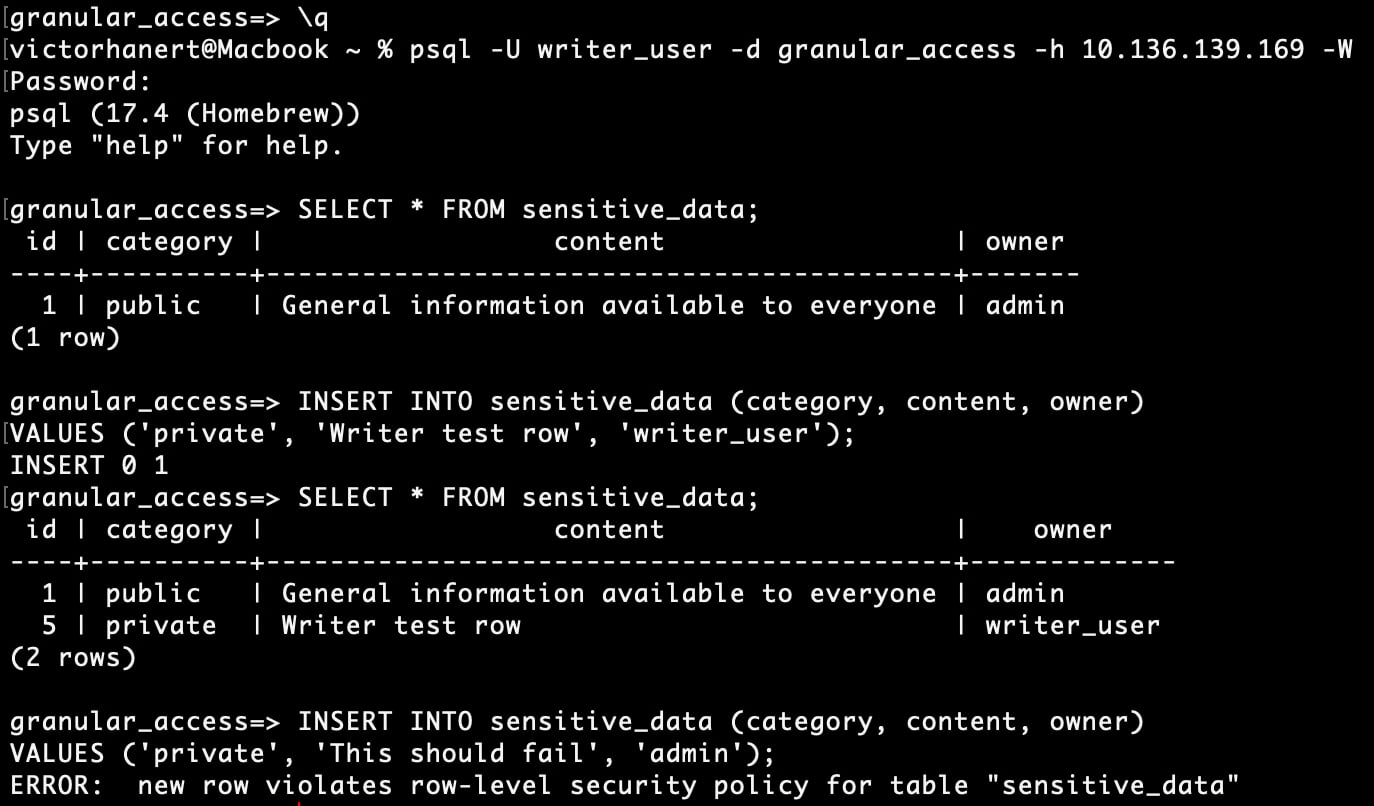 [granular_access=> \q
[victorhanert@Macbook ~ % psql -U writer_user -d granular_access -h 10.136.139.169 -W
[Password:
psql (17.4 (Homebrew))
Type "help" for help.
[granular_access=> SELECT * FROM sensitive_data;
 id | category |                  content                  | owner
----+----------+-------------------------------------------+-------
  1 | public   | General information available to everyone | admin
(1 row)
granular_access=> INSERT INTO sensitive_data (category, content, owner)
[VALUES ('private', 'Writer test row', 'writer_user');
INSERT 0 1
[granular_access=> SELECT * FROM sensitive_data;
 id | category |                  content                  |    owner
----+----------+-------------------------------------------+-------------
  1 | public   | General information available to everyone | admin
  5 | private  | Writer test row                           | writer_user
(2 rows)
granular_access=> INSERT INTO sensitive_data (category, content, owner)
VALUES ('private', 'This should fail', 'admin');
ERROR:  new row violates row-level security policy for table "sensitive_data"